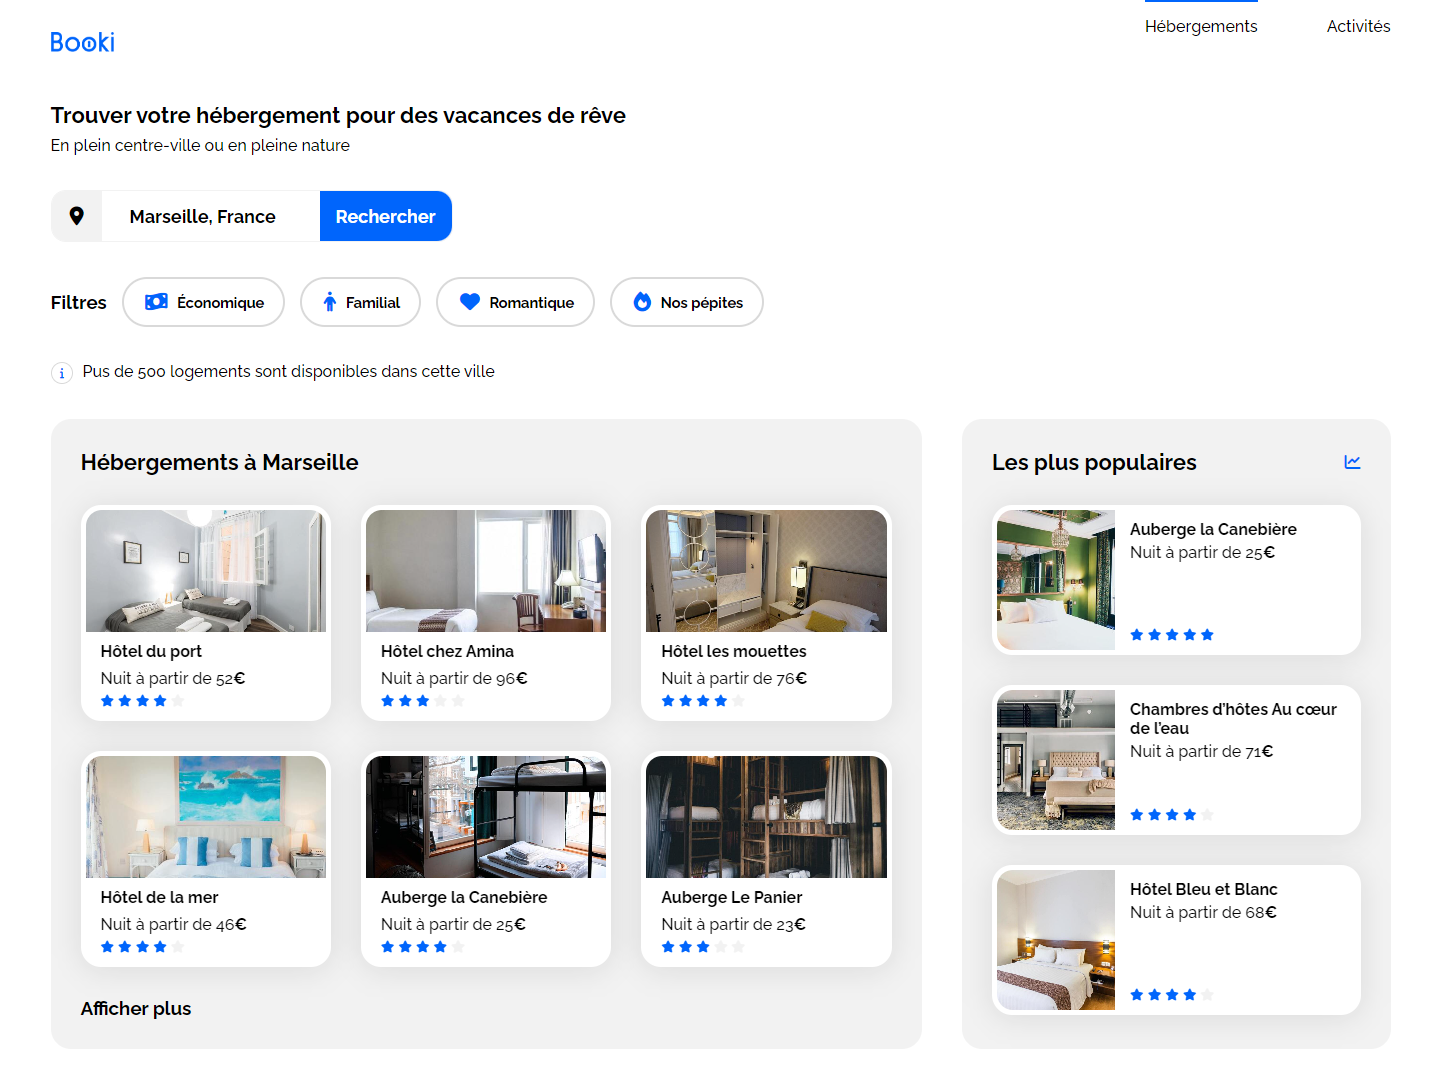 Booki
Hébergements
Activités
Trouver votre hébergement pour des vacances de rêve
En plein centre-ville ou en pleine nature
Marseille, France
Rechercher
Filtres
Économique
Familial
Romantique
Nos pépites
Pus de 500 logements sont disponibles dans cette ville
Hébergements à Marseille
Hôtel du port
Nuit à partir de 52€
Hôtel chez Amina
Nuit à partir de 96€
Hôtel les mouettes
Nuit à partir de 76€
Hôtel de la mer
Nuit à partir de 46€
Auberge la Canebière
Nuit à partir de 25€
Auberge Le Panier
Nuit à partir de 23€
Afficher plus
Les plus populaires
Auberge la Canebière
Nuit à partir de 25€
Chambres d'hôtes Au cœur
de l'eau
Nuit à partir de 71€
Hôtel Bleu et Blanc
Nuit à partir de 68€